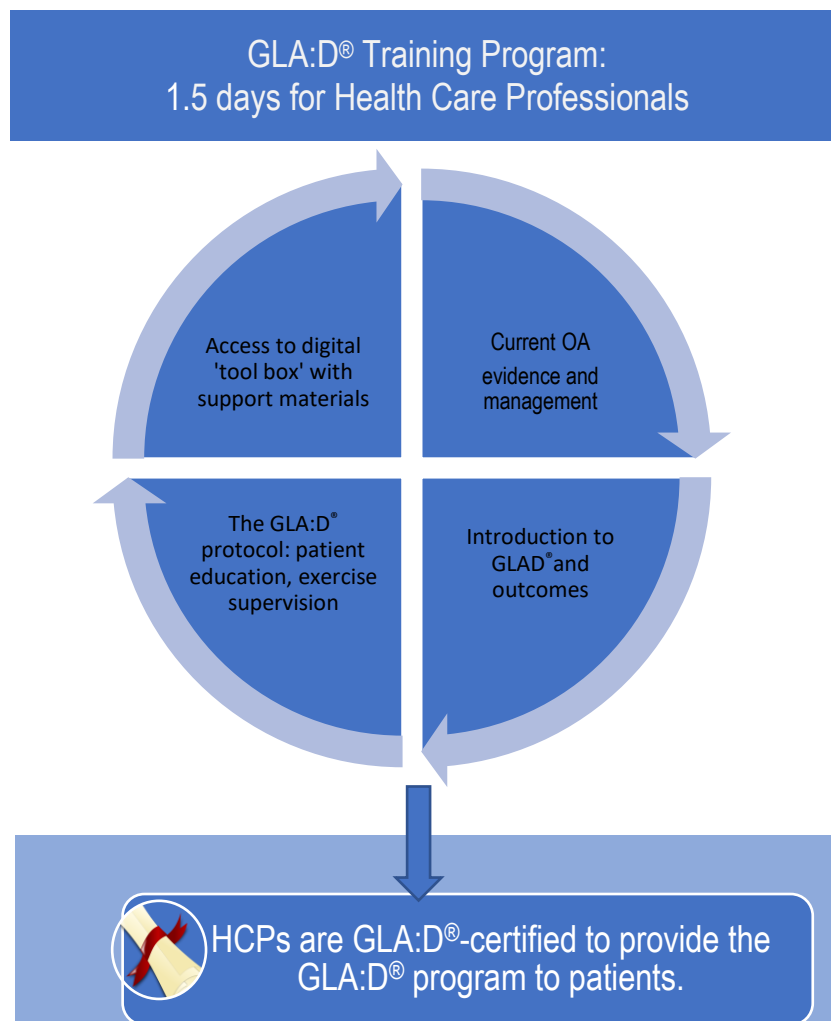 GLA:D® Training Program:
1.5 days for Health Care Professionals
Access to digital
'tool box' with
support materials
Current OA
evidence and
management
The GLA:D®
protocol: patient
education, exercise
supervision
Introduction to
GLAD®and
outcomes
HCPs are GLA:D®-certified to provide the
GLA:D® program to patients.